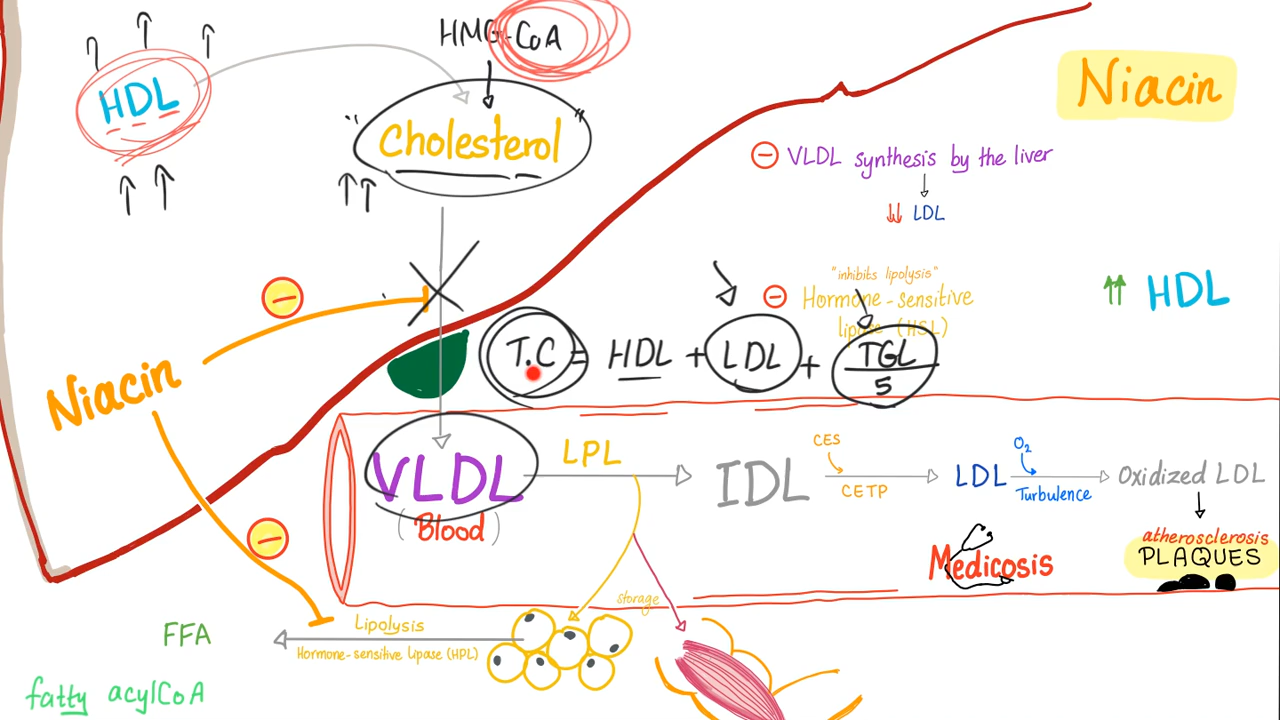 HMG-CoA
HDL
Cholesterol
Niacin
VLDL synthesis by the liver
LDL
"inhibits lipolysis"
Hormone-sensitive
lipase (HSL)
HDL
T.C = HDL + LDL + TGL
5
Niacin
VLDL
(Blood)
LPL
IDL
CES
CETP
LDL
O₂
Turbulence
Oxidized LDL
atherosclerosis
PLAQUES
Medicosis
storage
FFA
Lipolysis
Hormone-sensitive Lipase (HPL)
fatty acylCoA